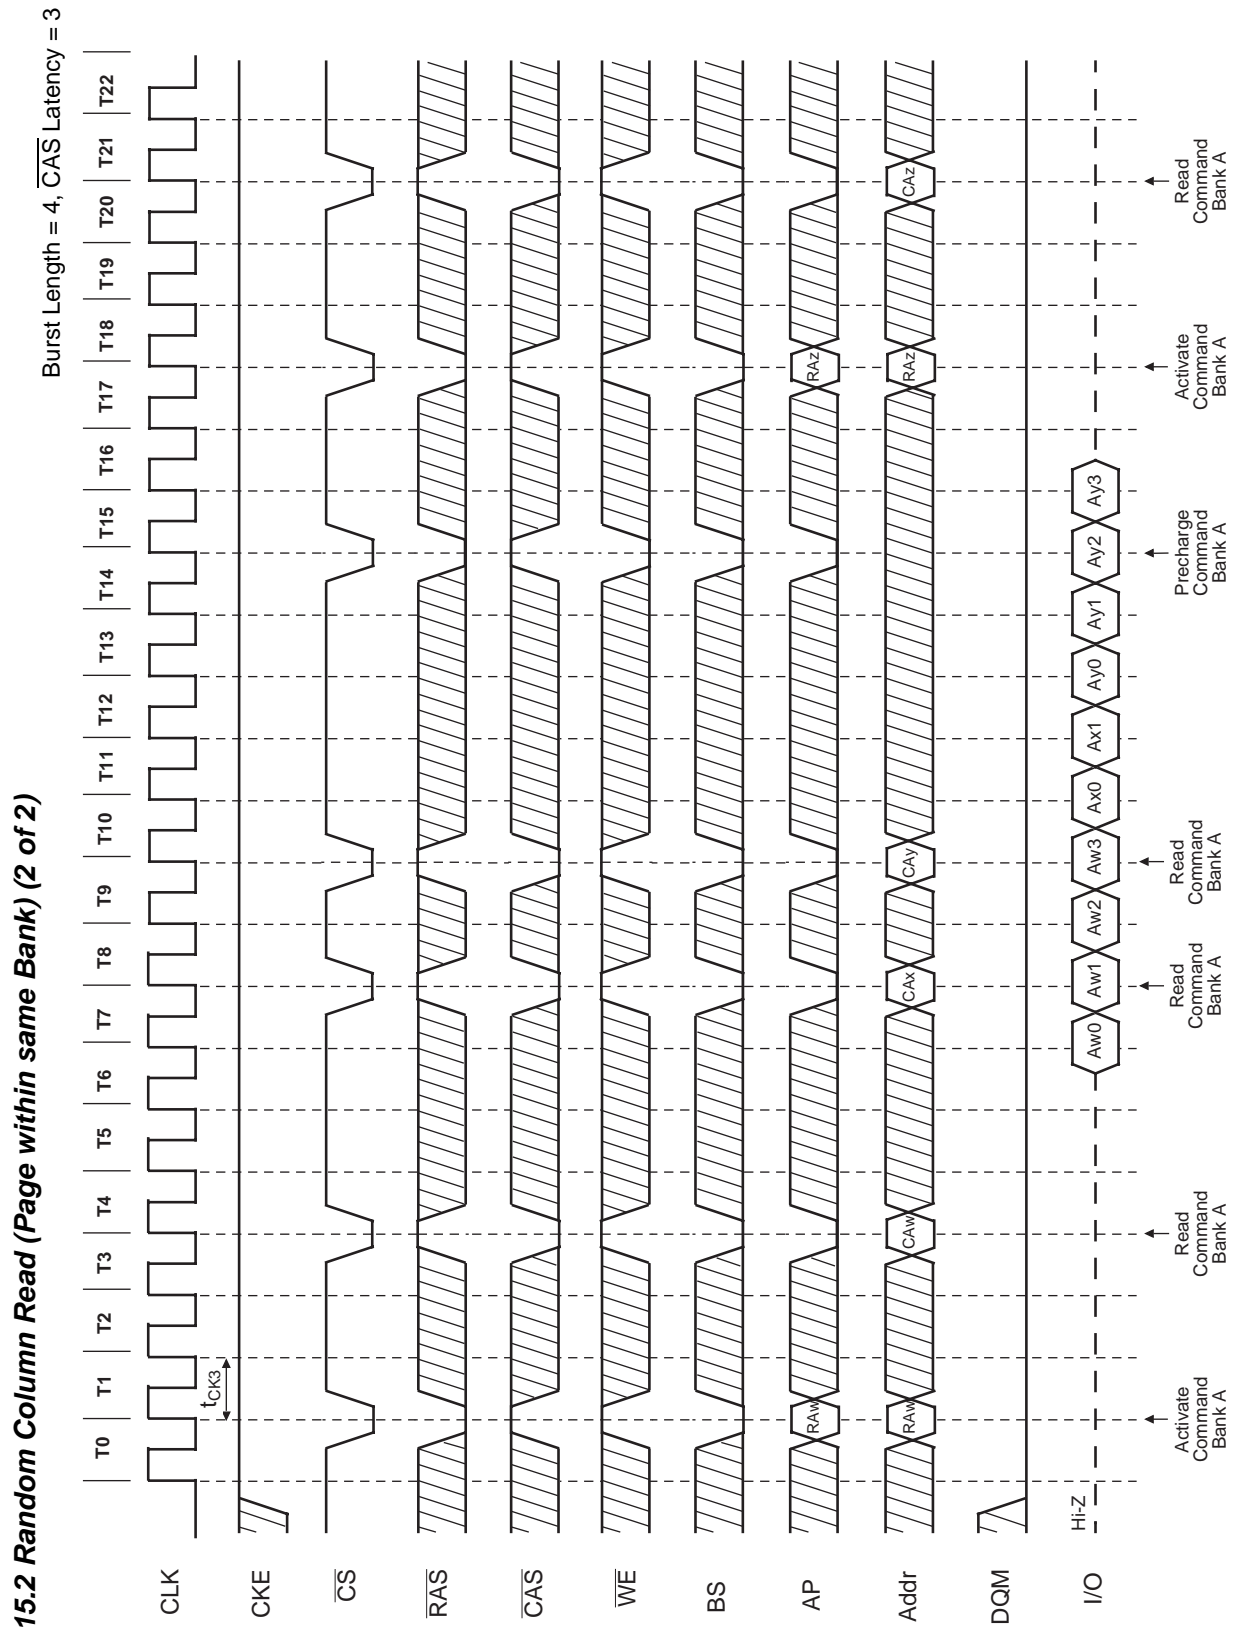 15.2 Random Column Read (Page within same Bank) (2 of 2)
Burst Length = 4, CAS Latency = 3
T0 T1 T2 T3 T4 T5 T6 T7 T8 T9 T10 T11 T12 T13 T14 T15 T16 T17 T18 T19 T20 T21 T22
CLK
tCK3
CKE
CS
RAS
CAS
WE
BS
AP
RAw RAz
Addr
RAw CAw CAx CAy RAz CAz
DQM
I/O
Hi-Z
Aw0 Aw1 Aw2 Aw3 Ax0 Ax1 Ay0 Ay1 Ay2 Ay3
Activate
Command
Bank A
Read
Command
Bank A
Read
Command
Bank A
Read
Command
Bank A
Precharge
Command
Bank A
Activate
Command
Bank A
Read
Command
Bank A